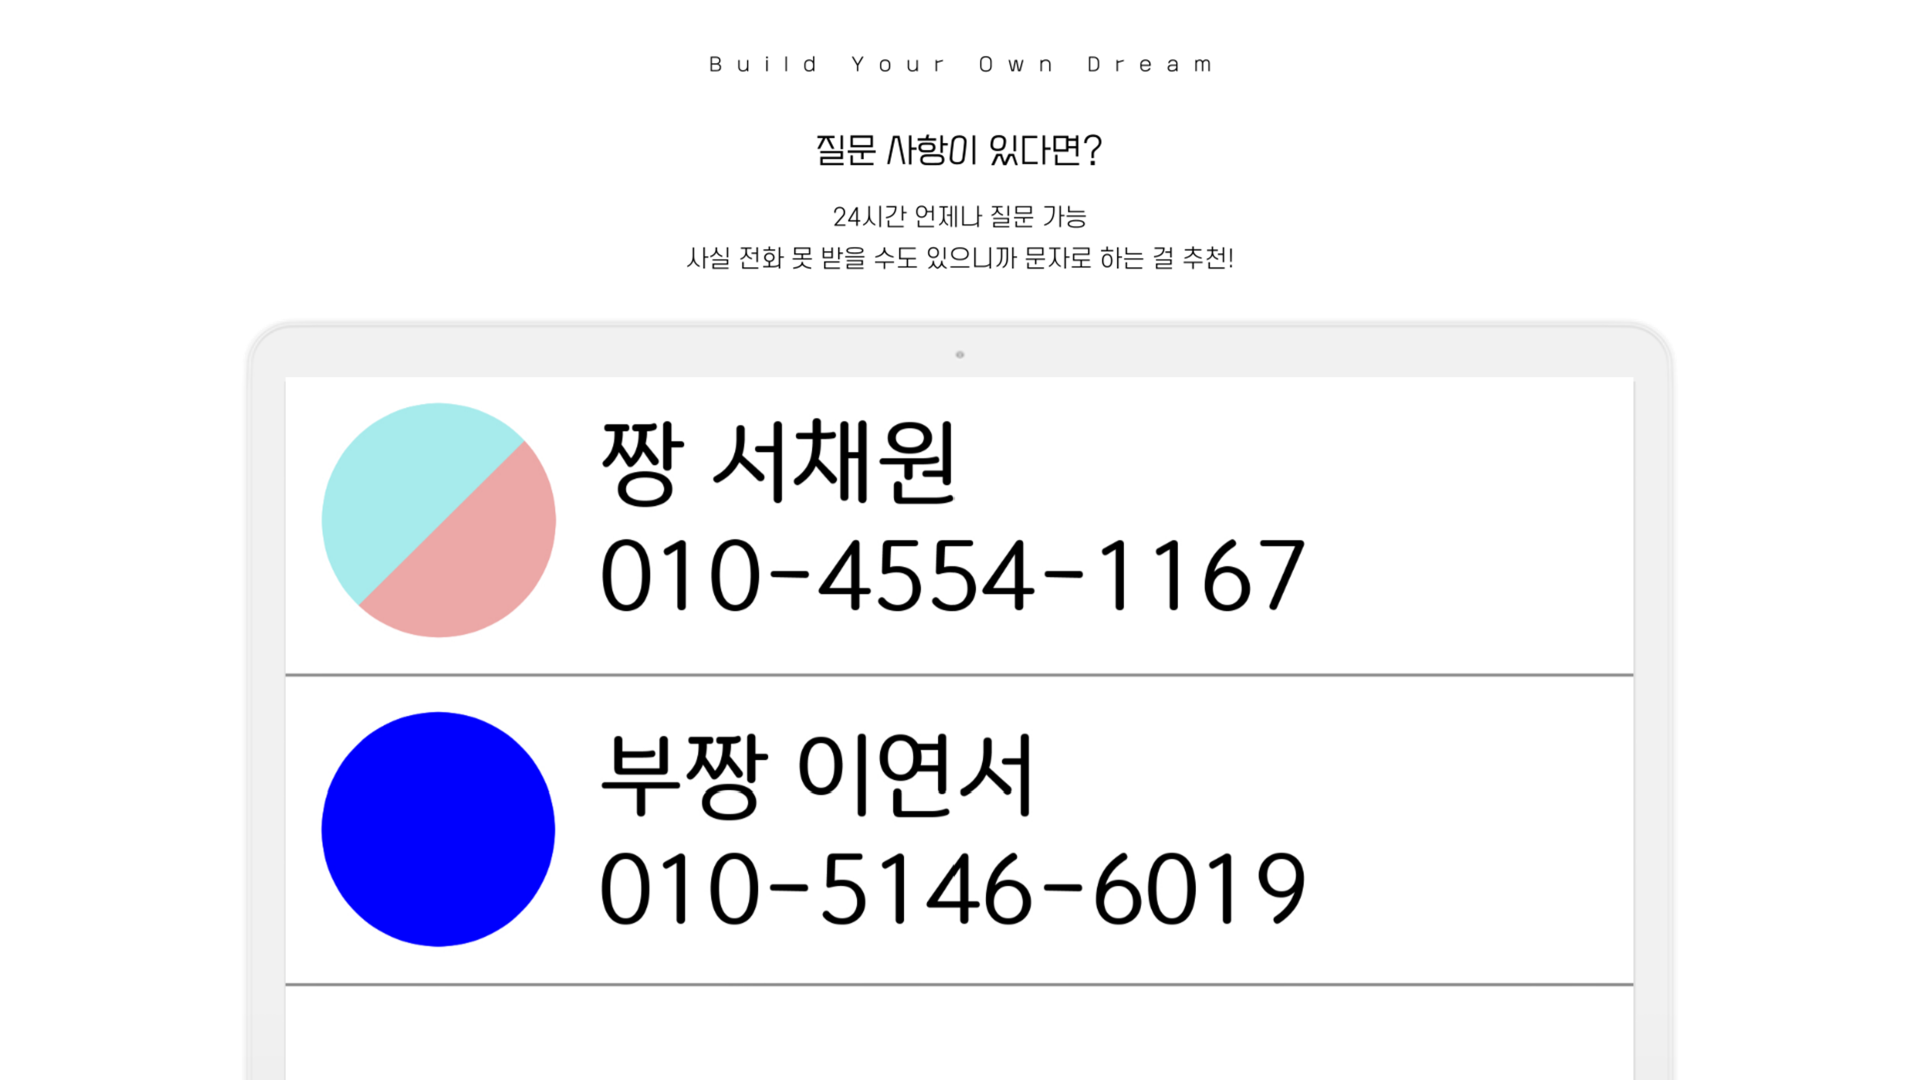 Build Your Own Dream
질문 사항이 있다면?
24시간 언제나 질문 가능
사실 전화 못 받을 수도 있으니까 문자로 하는 걸 추천!
짱 서채원
010-4554-1167
부짱 이연서
010-5146-6019